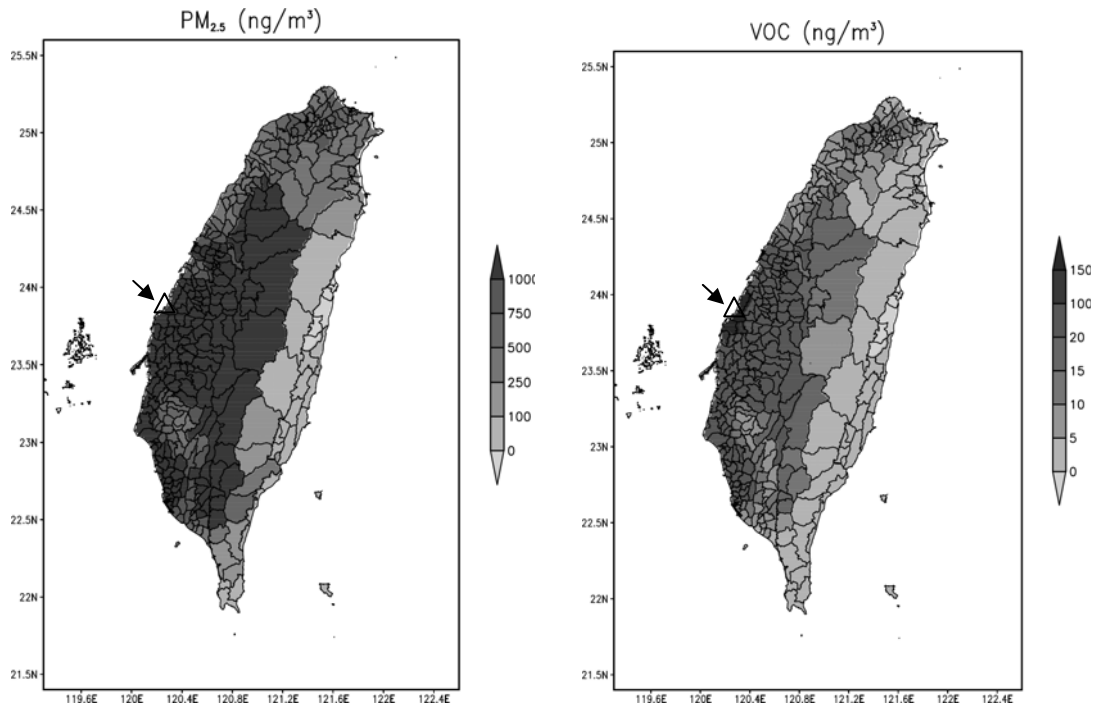 PM₂.₅ (ng/m³)
25.5N
25N
24.5N
24N
23.5N
23N
22.5N
22N
21.5N
119.6E 120E 120.4E 120.8E 121.2E 121.6E 122E 122.4E
1000
750
500
250
100
0
VOC (ng/m³)
25.5N
25N
24.5N
24N
23.5N
23N
22.5N
22N
21.5N
119.6E 120E 120.4E 120.8E 121.2E 121.6E 122E 122.4E
150
100
20
15
10
5
0